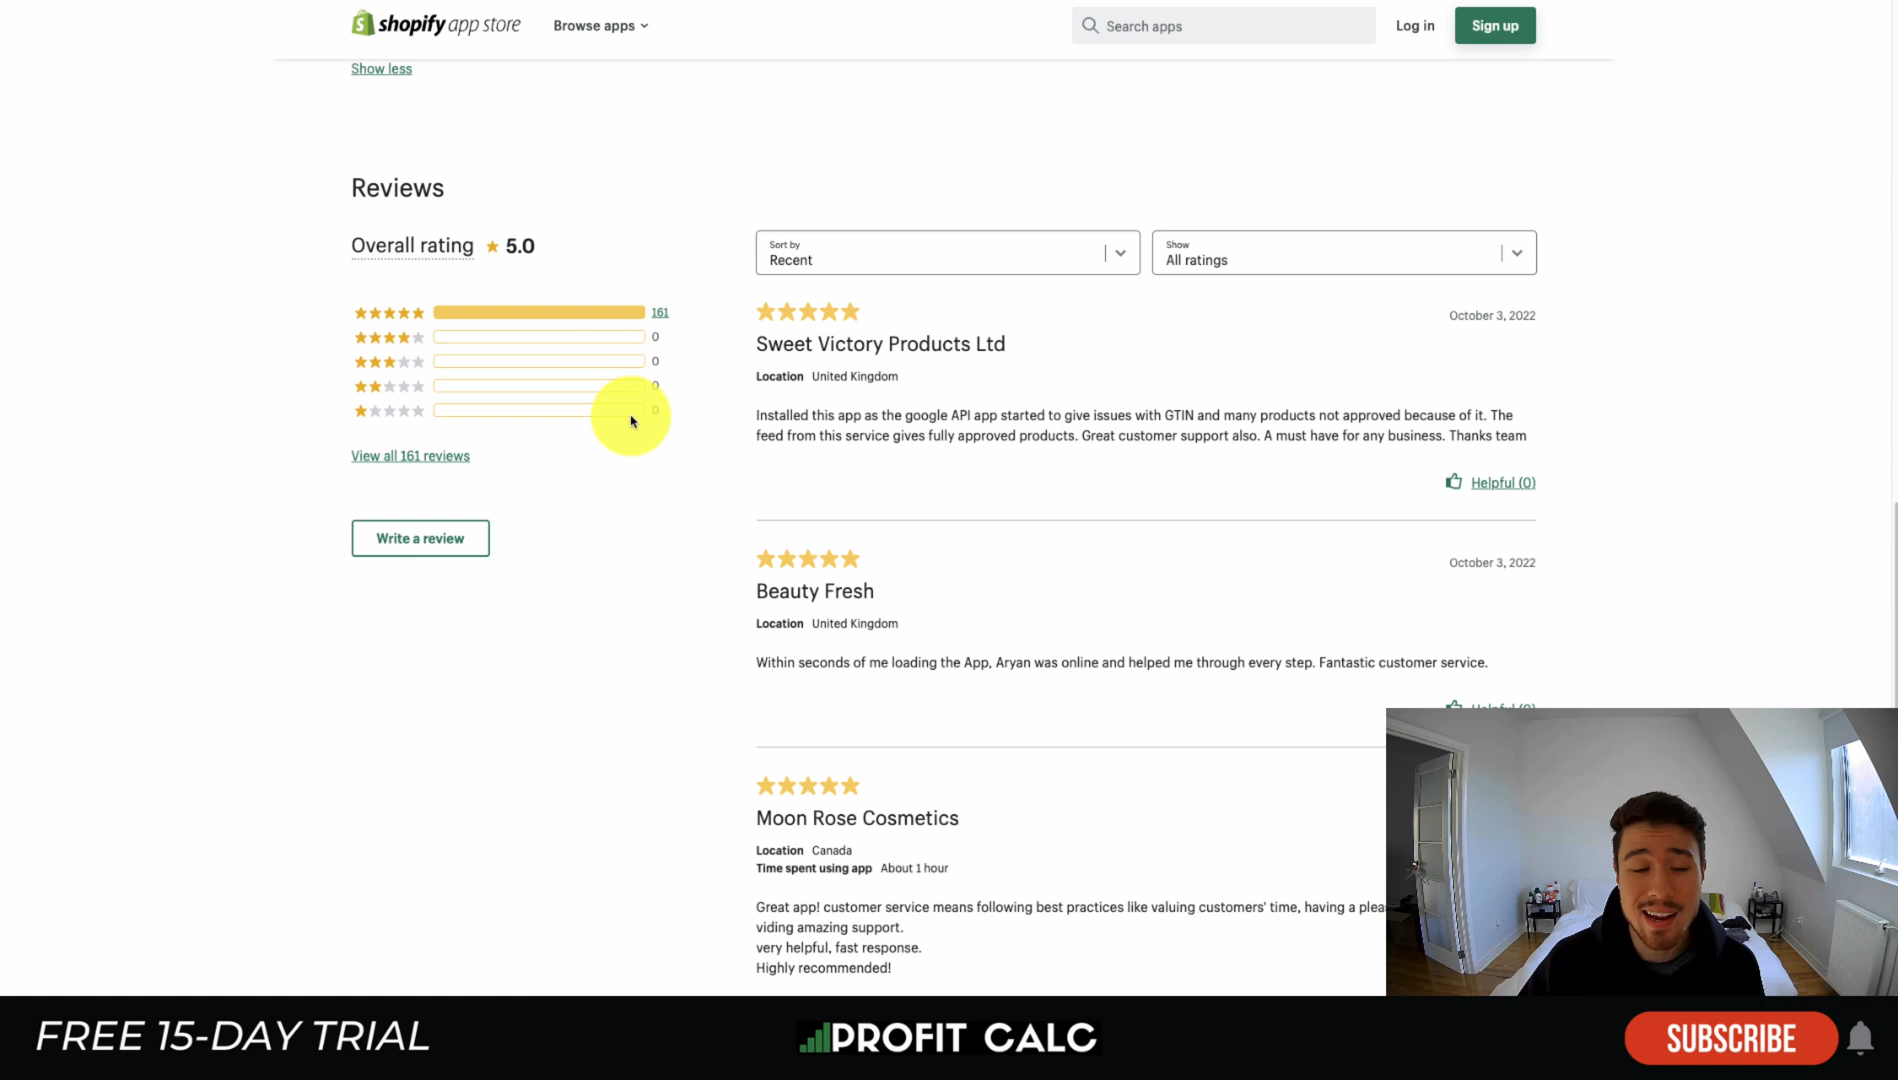 shopify app store
Browse apps
Search apps
Log in
Sign up
Show less
Reviews
Overall rating 5.0
161
0
0
0
0
View all 161 reviews
Write a review
Sort by
Recent
Show
All ratings
October 3, 2022
Sweet Victory Products Ltd
Location United Kingdom
Installed this app as the google API app started to give issues with GTIN and many products not approved because of it. The
feed from this service gives fully approved products. Great customer support also. A must have for any business. Thanks team
Helpful (0)
October 3, 2022
Beauty Fresh
Location United Kingdom
Within seconds of me loading the App, Aryan was online and helped me through every step. Fantastic customer service.
Moon Rose Cosmetics
Location Canada
Time spent using app About 1 hour
Great app! customer service means following best practices like valuing customers' time, having a
viding amazing support.
very helpful, fast response.
Highly recommended!
FREE 15-DAY TRIAL
PROFIT CALC
SUBSCRIBE